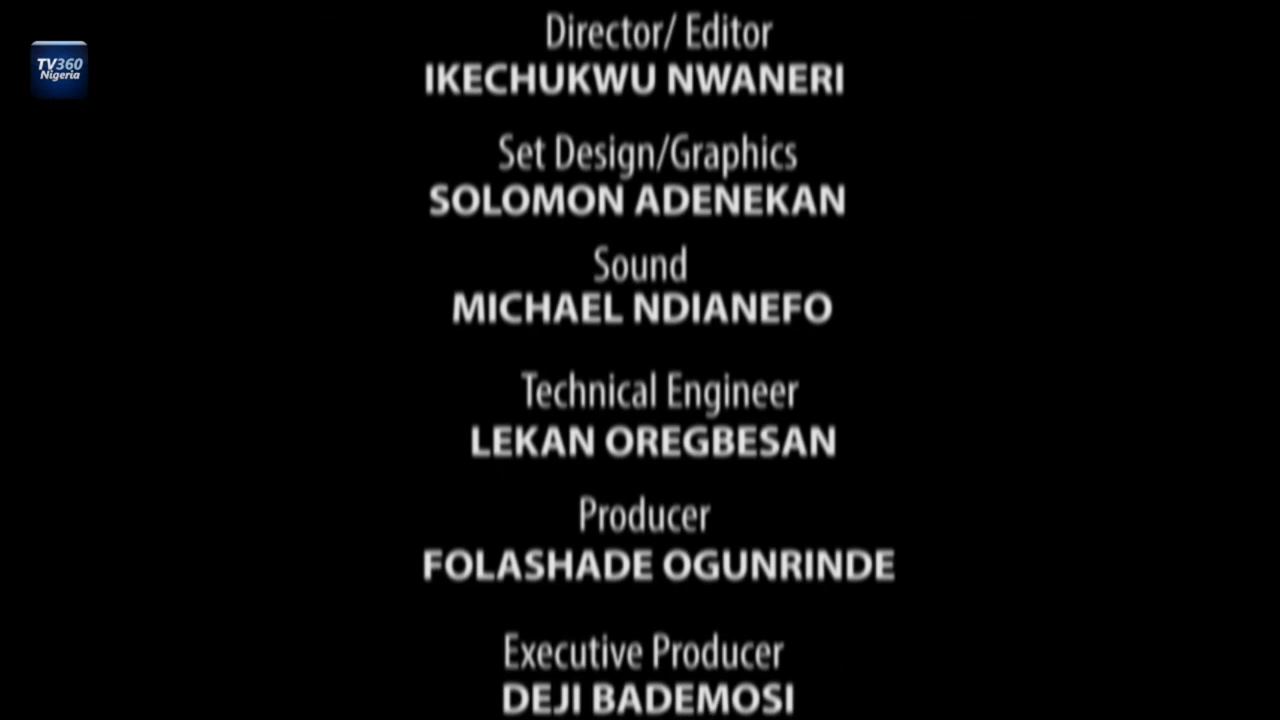 TV360
Nigeria
Director/ Editor
IKECHUKWU NWANERI
Set Design/Graphics
SOLOMON ADENEKAN
Sound
MICHAEL NDIANEFO
Technical Engineer
LEKAN OREGBESAN
Producer
FOLASHADE OGUNRINDE
Executive Producer
DEJI BADEMOSI